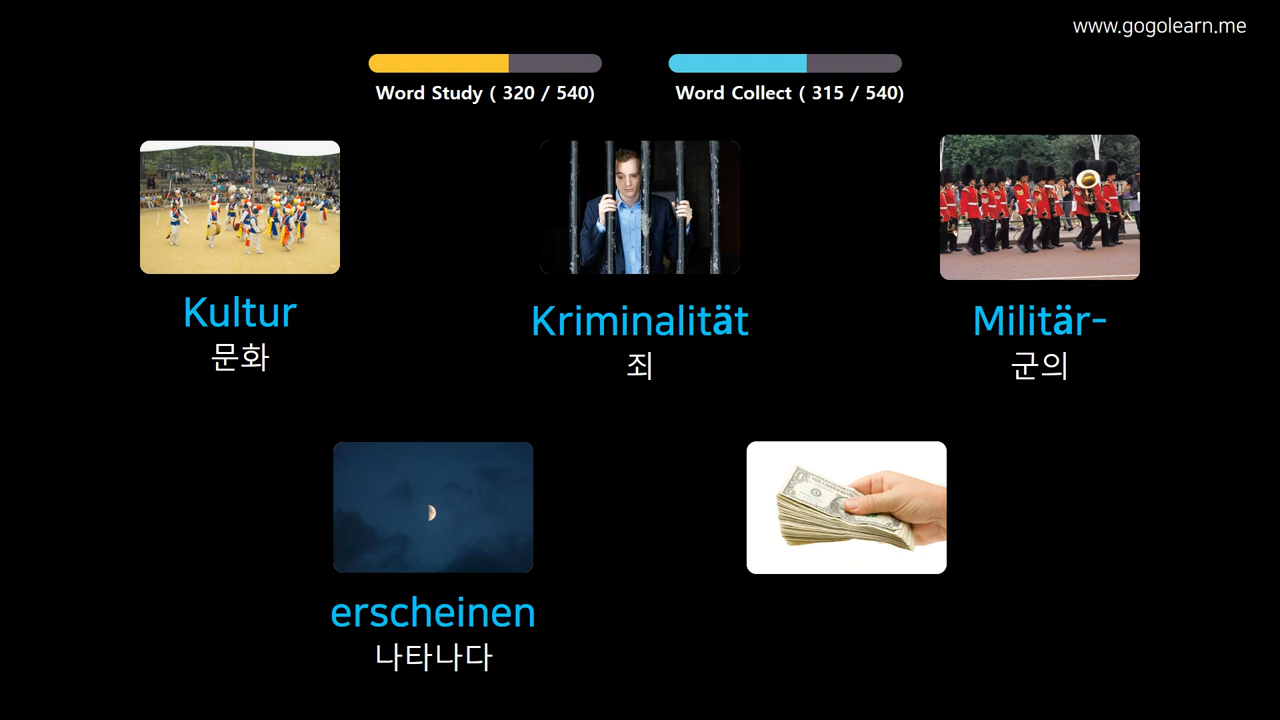 www.gogolearn.me
Word Study ( 320 / 540)
Word Collect ( 315 / 540)
Kultur
문화
Kriminalität
죄
Militär-
군의
erscheinen
나타나다